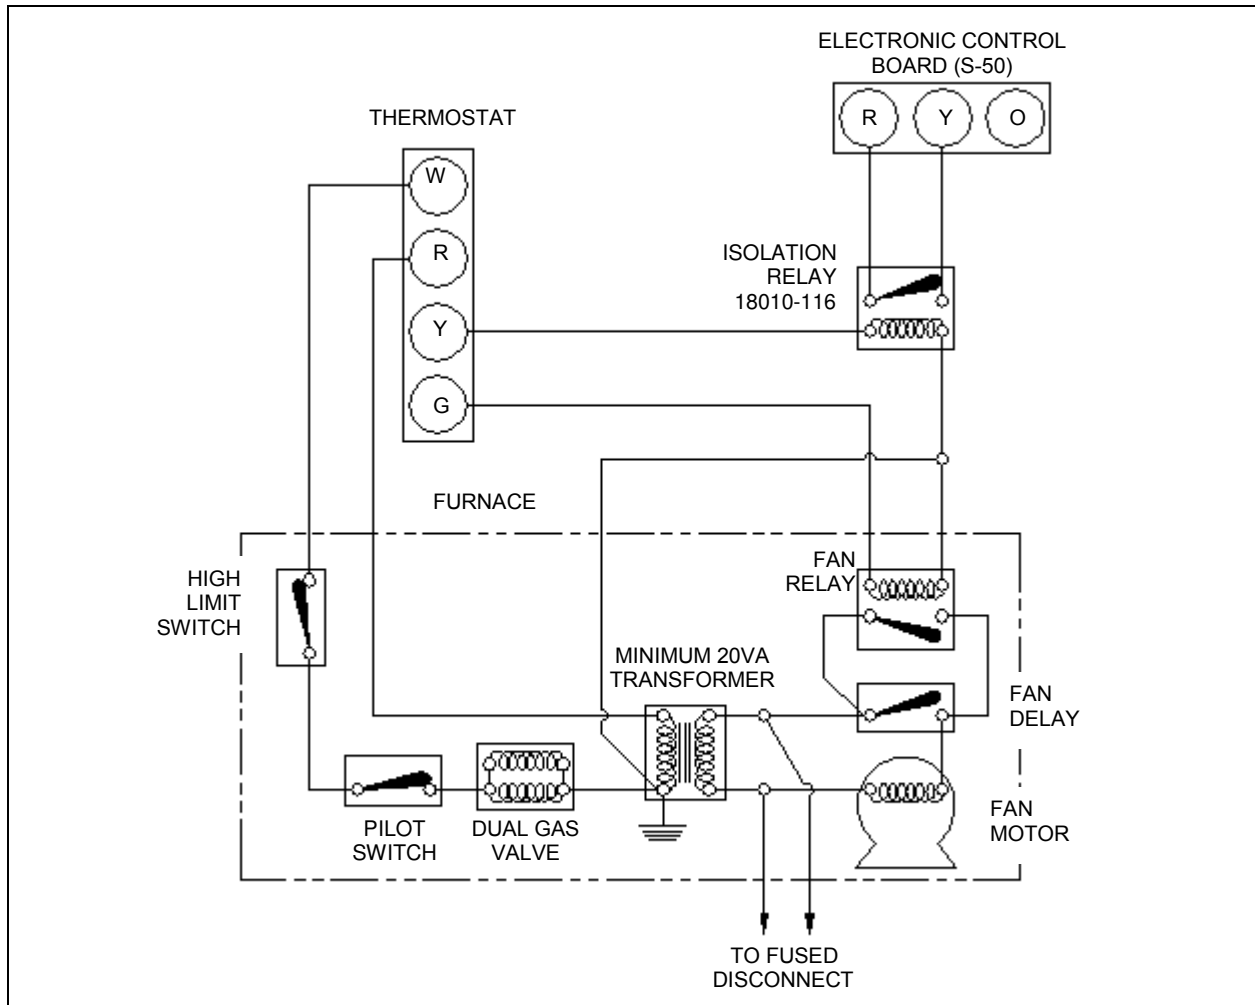 ELECTRONIC CONTROL
BOARD (S-50)
R Y O
THERMOSTAT
W
R
Y
G
ISOLATION
RELAY
18010-116
FURNACE
HIGH
LIMIT
SWITCH
FAN
RELAY
MINIMUM 20VA
TRANSFORMER
FAN
DELAY
PILOT
SWITCH
DUAL GAS
VALVE
FAN
MOTOR
TO FUSED
DISCONNECT